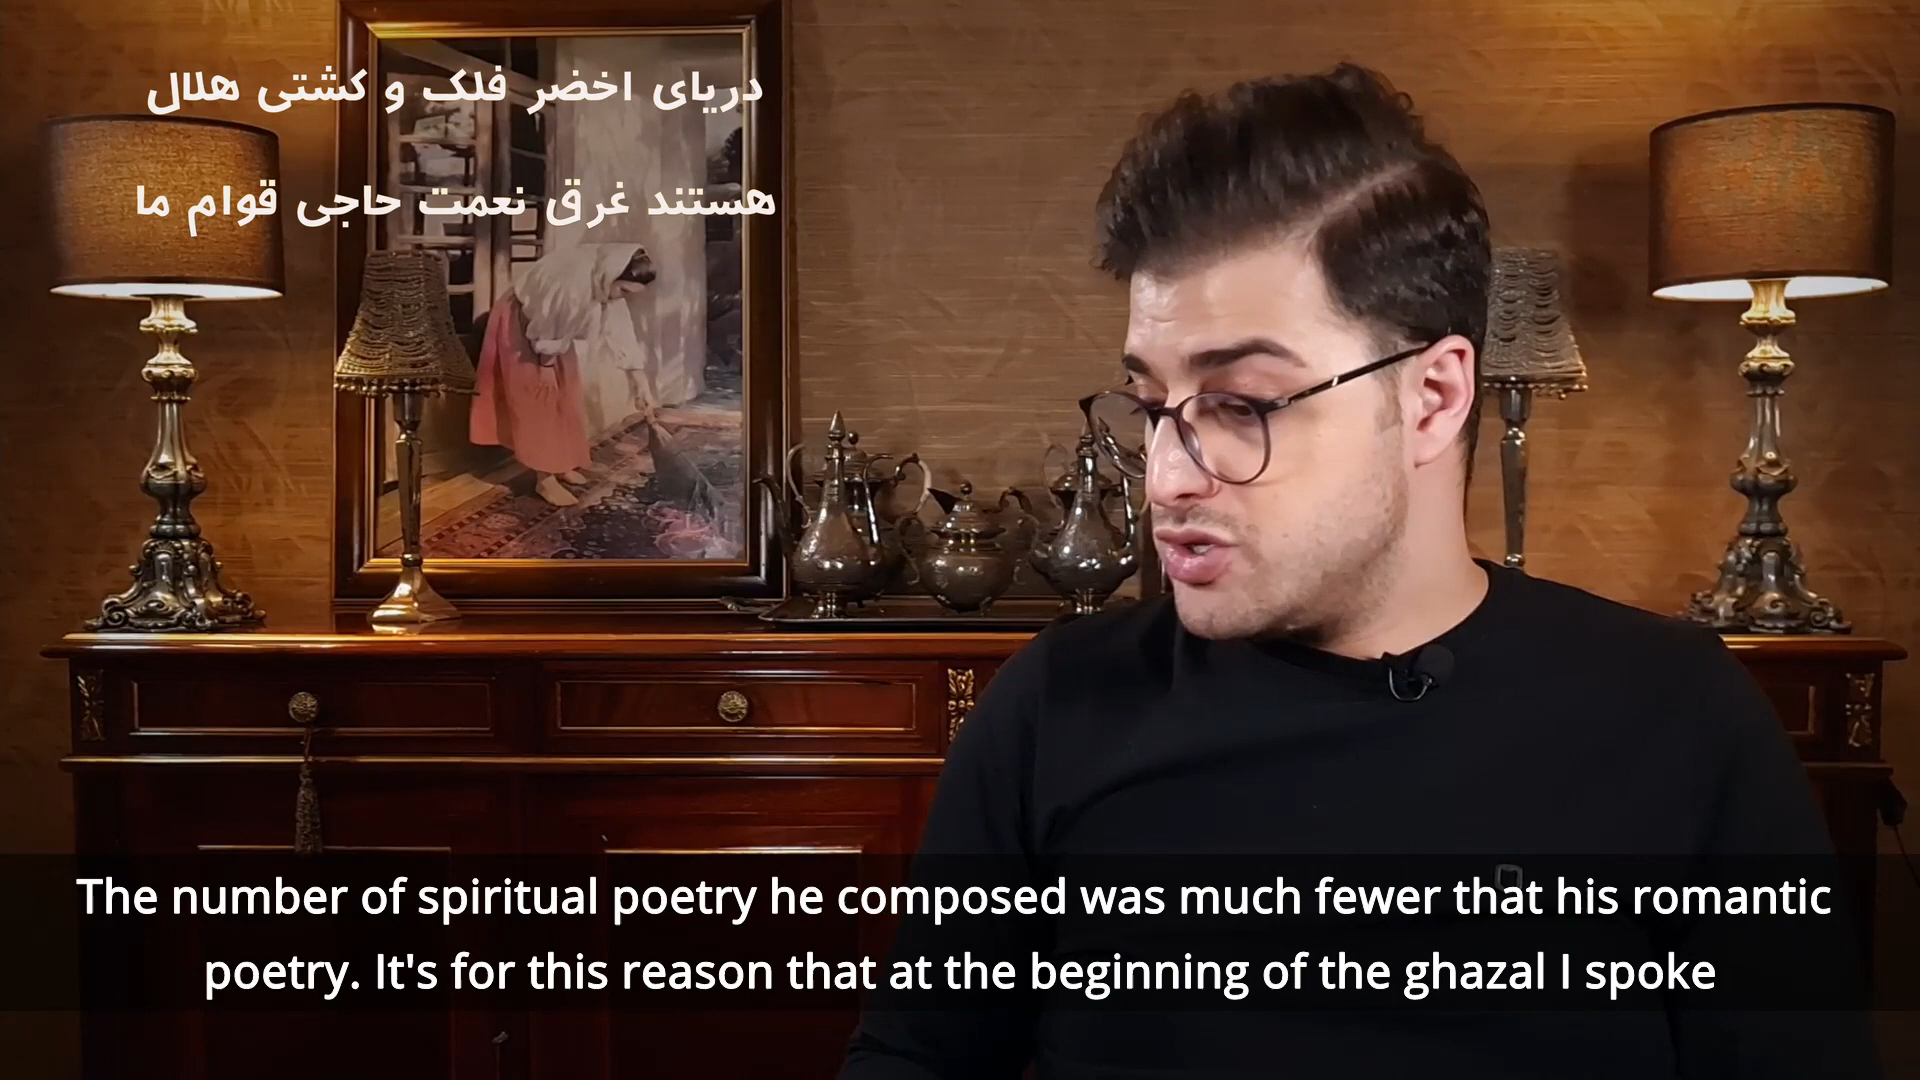 دریای اخضر فلک و کشتی هلال
هستند غرق نعمت حاجی قوام ما
The number of spiritual poetry he composed was much fewer that his romantic
poetry. It's for this reason that at the beginning of the ghazal I spoke